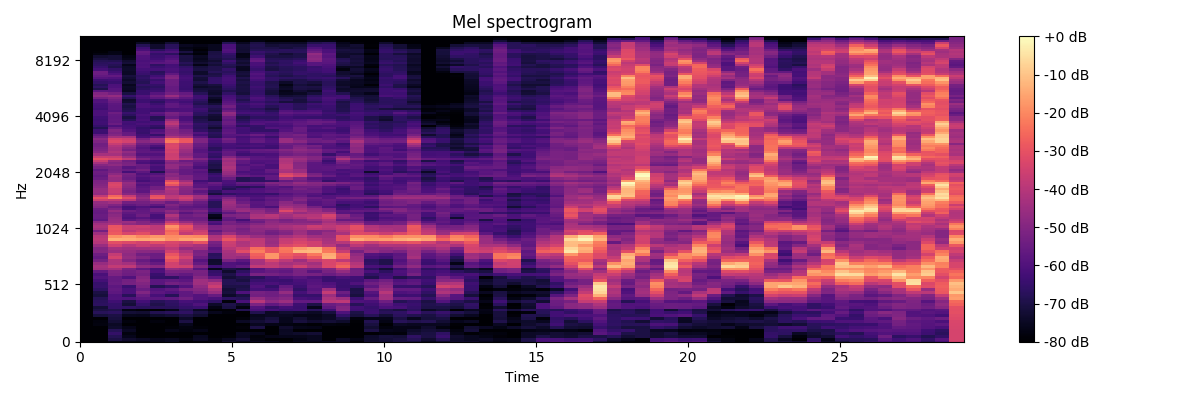 Mel spectrogram
Hz
8192
4096
2048
1024
512
0
0 5 10 15 20 25
Time
+0 dB
-10 dB
-20 dB
-30 dB
-40 dB
-50 dB
-60 dB
-70 dB
-80 dB